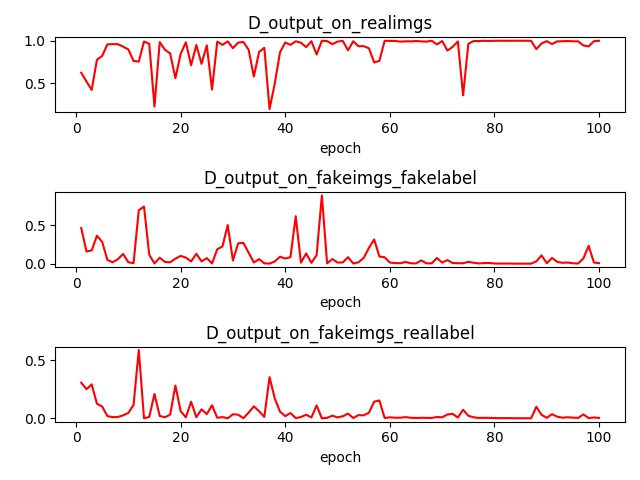 D_output_on_realimgs
1.0
0.5
0 20 40 60 80 100
epoch
D_output_on_fakeimgs_fakelabel
0.5
0.0
0 20 40 60 80 100
epoch
D_output_on_fakeimgs_reallabel
0.5
0.0
0 20 40 60 80 100
epoch